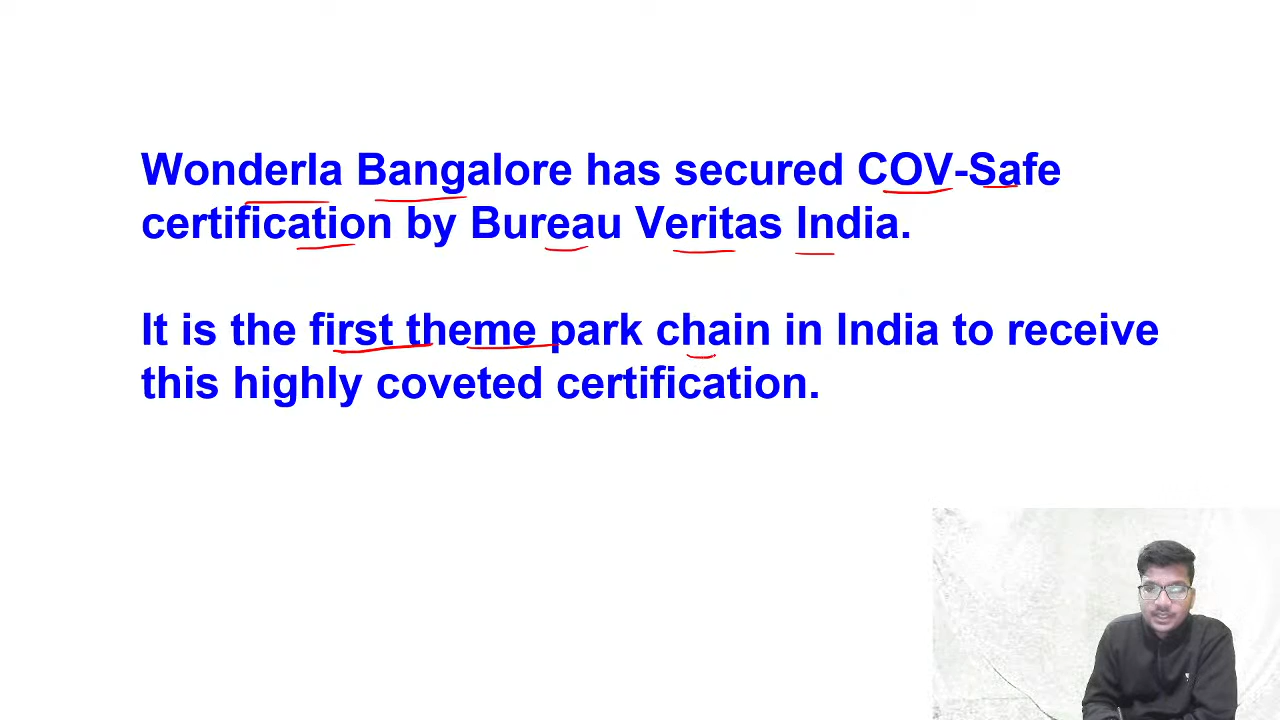 Wonderla Bangalore has secured COV-Safe
certification by Bureau Veritas India.
It is the first theme park chain in India to receive
this highly coveted certification.